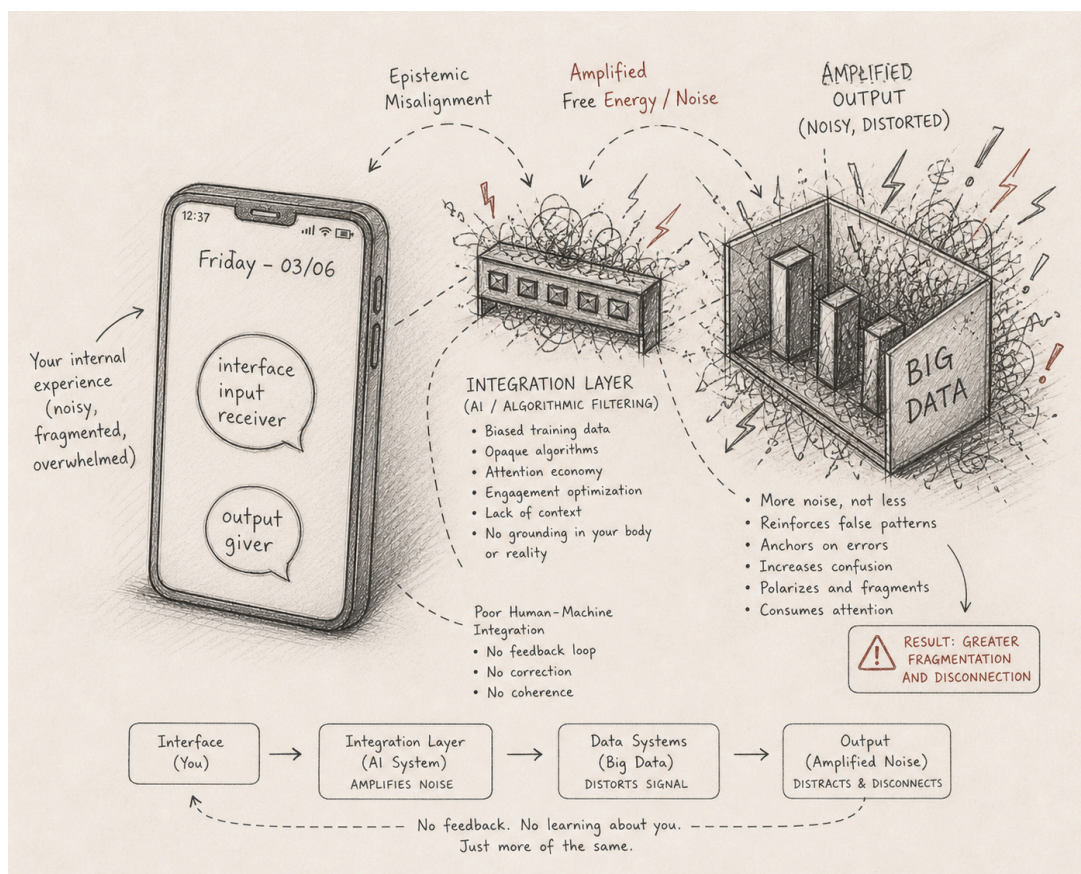 Epistemic
Misalignment
Amplified
Free Energy / Noise
AMPLIFIED
OUTPUT
(NOISY, DISTORTED)
12:37
Friday – 03/06
interface
input
receiver
output
giver
Your internal
experience
(noisy,
fragmented,
overwhelmed)
BIG
DATA
INTEGRATION LAYER
(AI / ALGORITHMIC FILTERING)
• Biased training data
• Opaque algorithms
• Attention economy
• Engagement optimization
• Lack of context
• No grounding in your body
or reality
• More noise, not less
• Reinforces false patterns
• Anchors on errors
• Increases confusion
• Polarizes and fragments
• Consumes attention
Poor Human-Machine
Integration
• No feedback loop
• No correction
• No coherence
RESULT: GREATER
FRAGMENTATION
AND DISCONNECTION
Interface
(You)
Integration Layer
(AI System)
AMPLIFIES NOISE
Data Systems
(Big Data)
DISTORTS SIGNAL
Output
(Amplified Noise)
DISTRACTS & DISCONNECTS
No feedback. No learning about you.
Just more of the same.